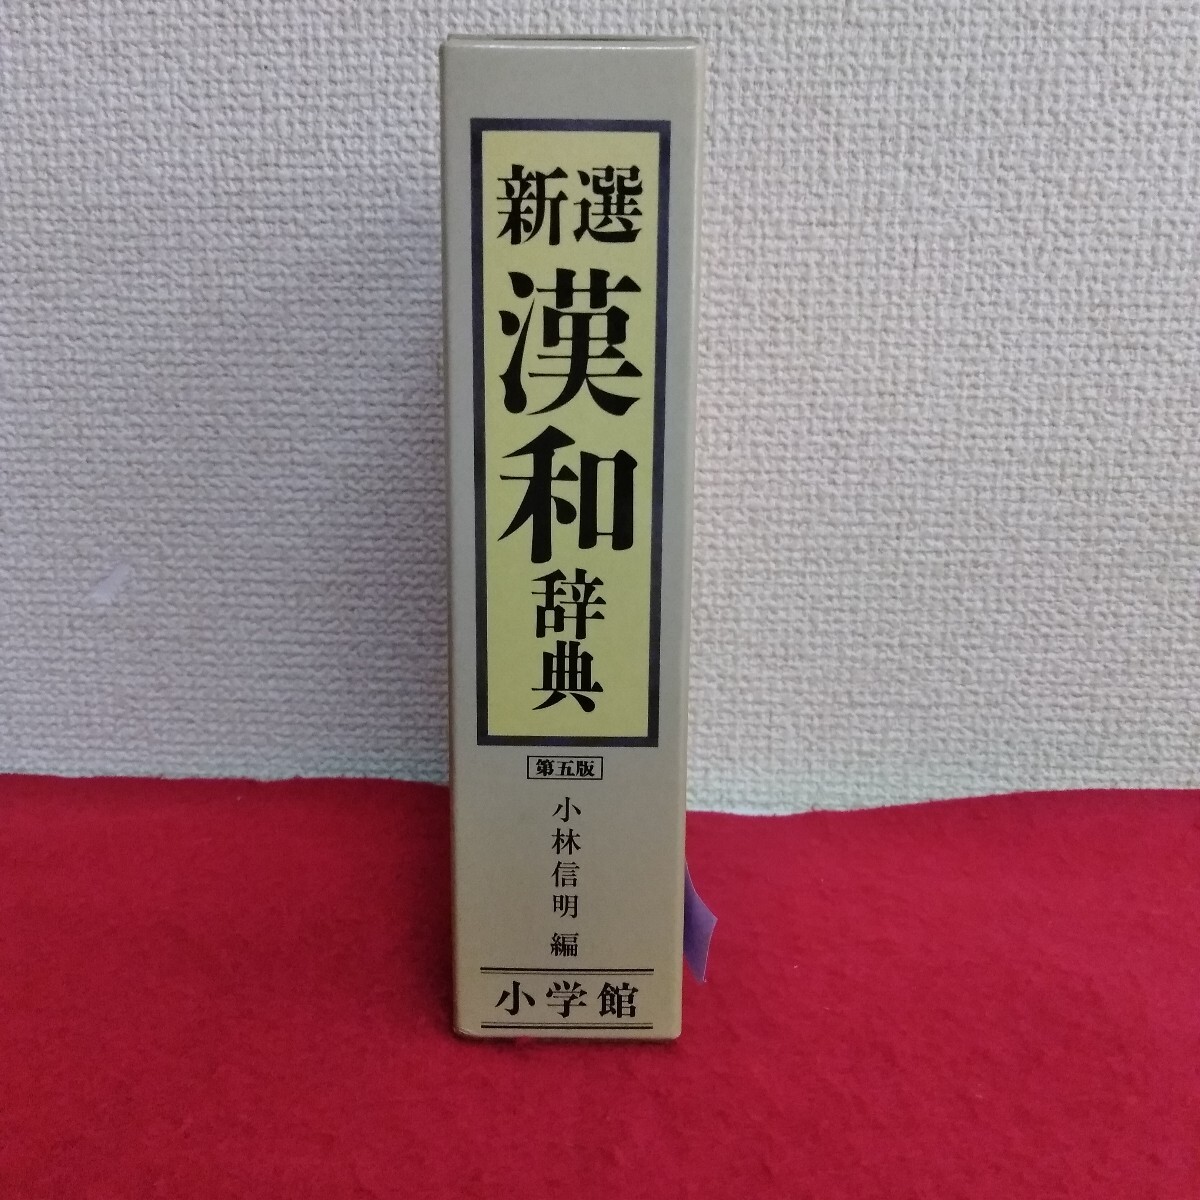 新選
漢和
辞典
第五版
小林信明 編
小学館